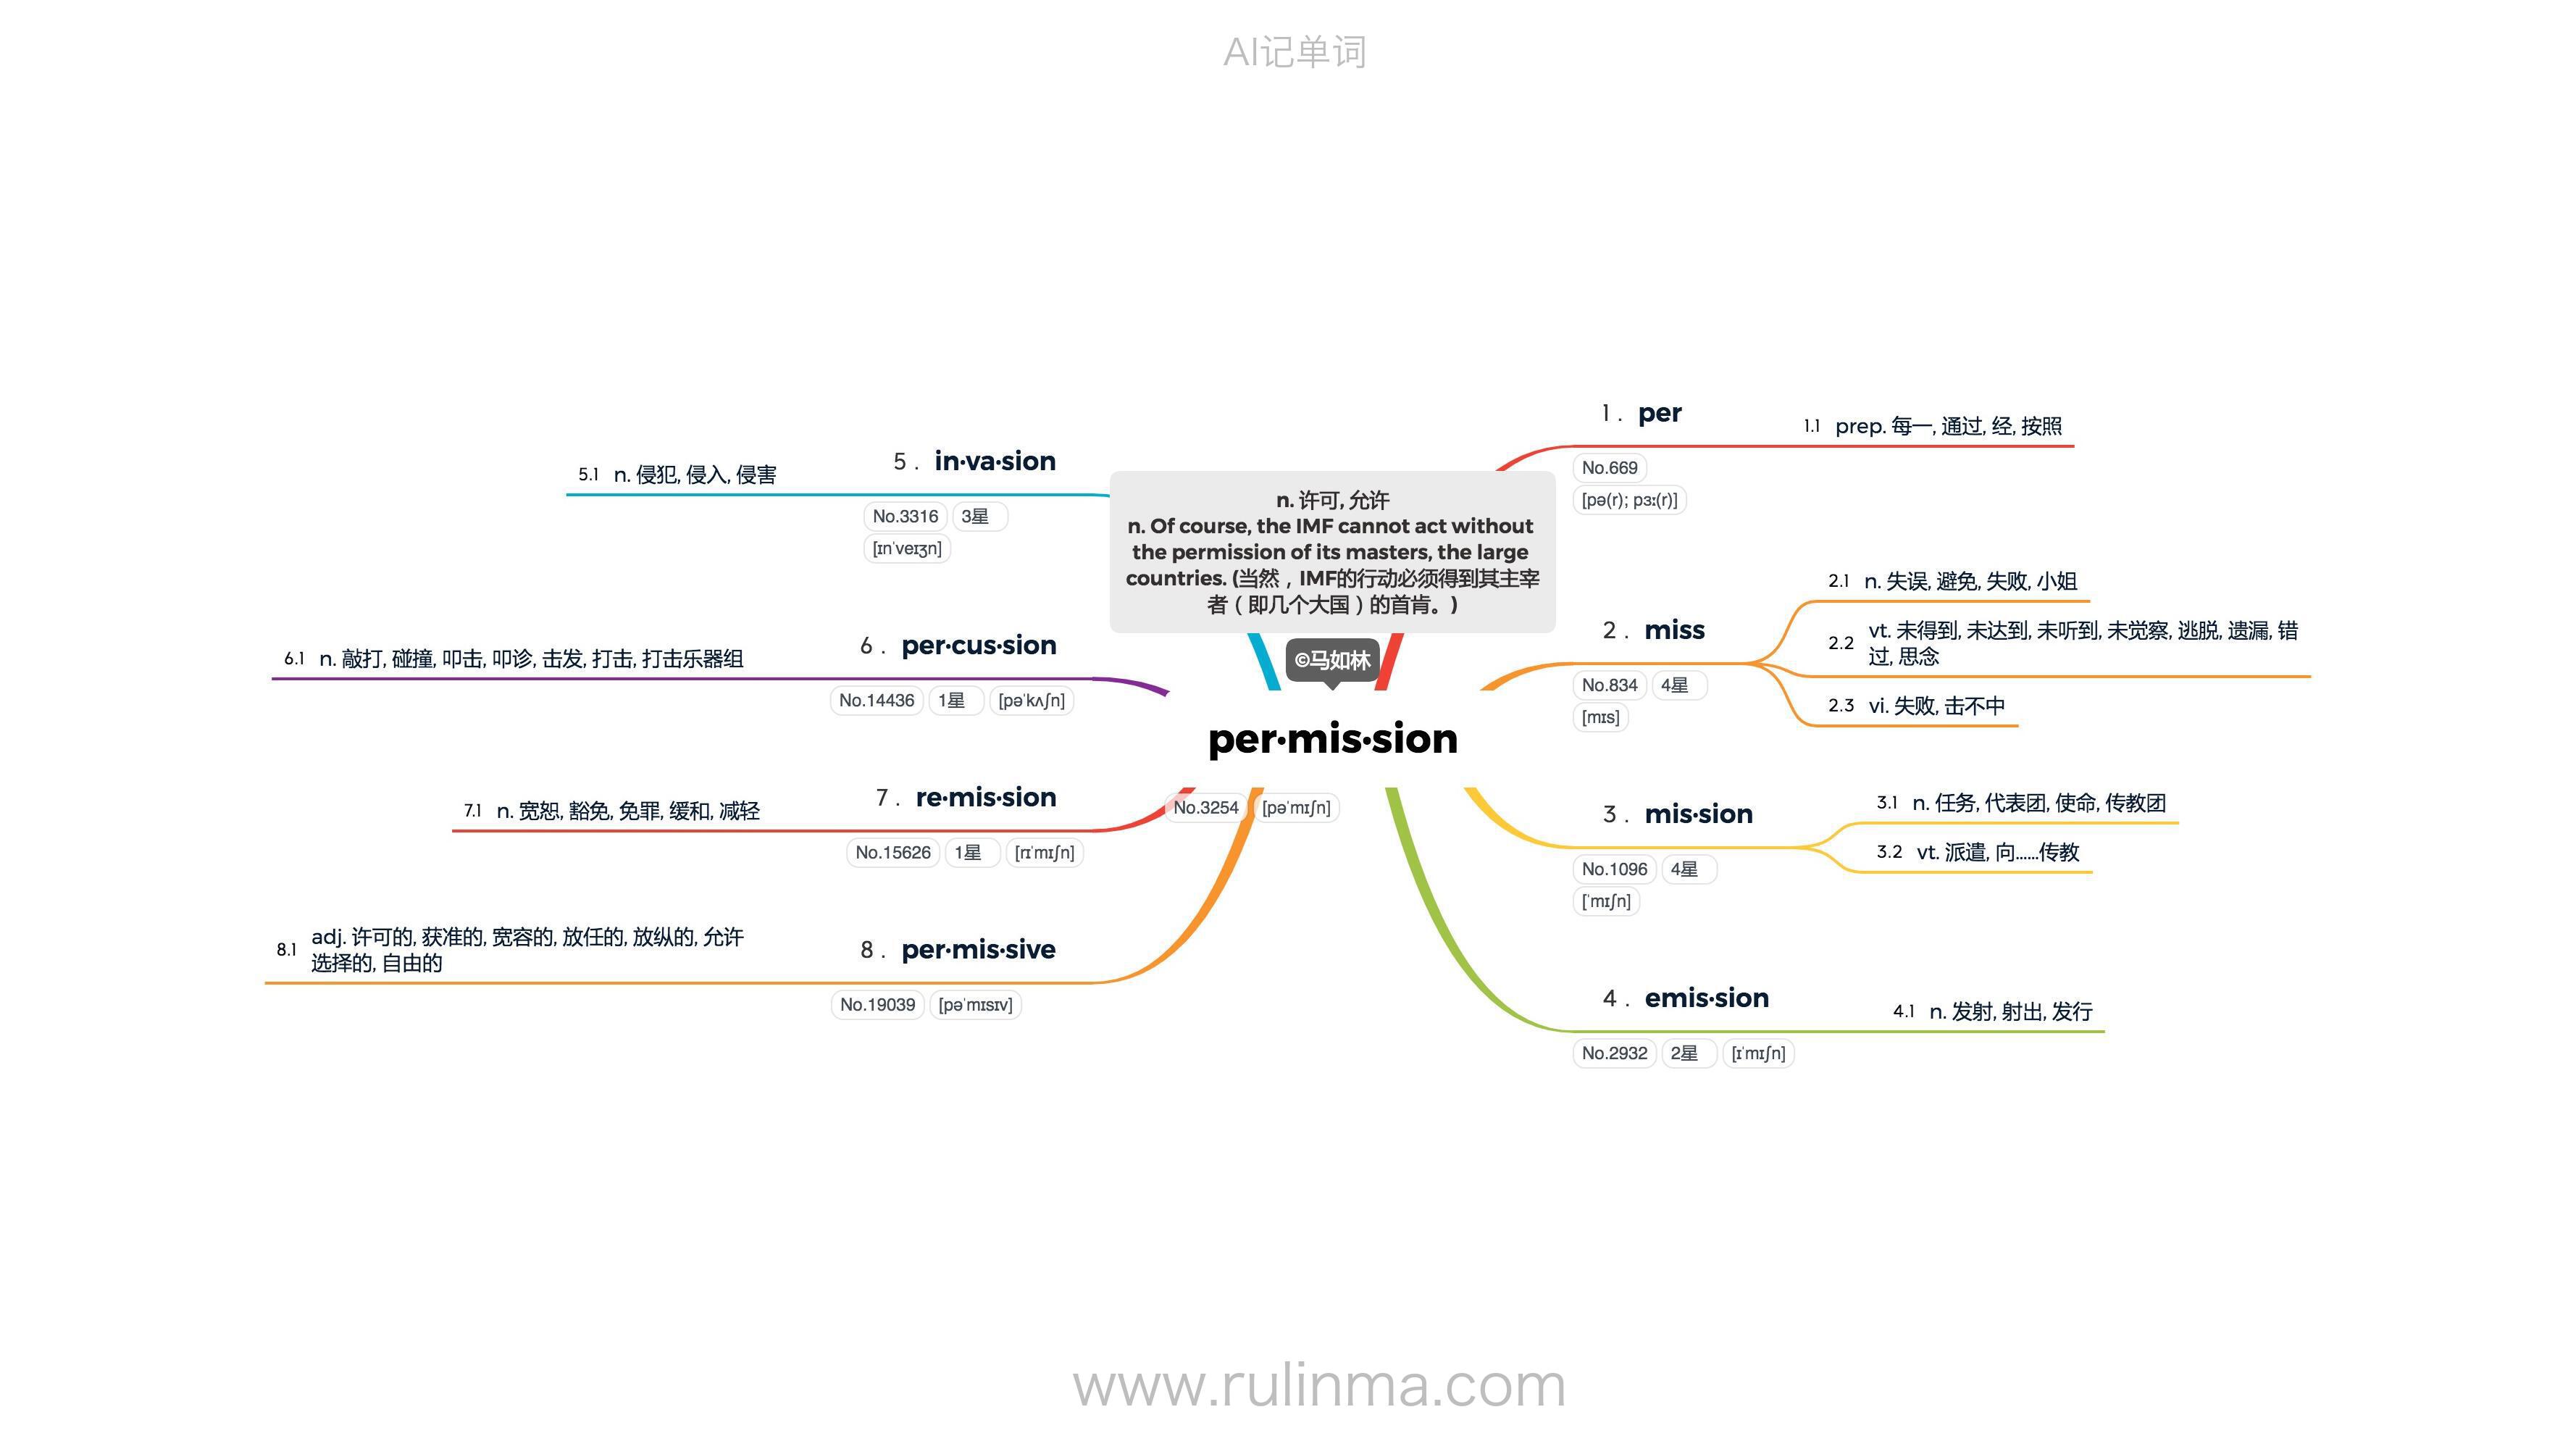 AI记单词
n. 许可, 允许
n. Of course, the IMF cannot act without
the permission of its masters, the large
countries. (当然，IMF的行动必须得到其主宰
者（即几个大国）的首肯。)
©马如林
per·mis·sion
No.3254 [pəˈmɪʃn]
1 . per
No.669
[pə(r); pɜː(r)]
1.1 prep. 每一, 通过, 经, 按照
2 . miss
No.834 4星
[mɪs]
2.1 n. 失误, 避免, 失败, 小姐
2.2 vt. 未得到, 未达到, 未听到, 未觉察, 逃脱, 遗漏, 错
过, 思念
2.3 vi. 失败, 击不中
3 . mis·sion
No.1096 4星
[ˈmɪʃn]
3.1 n. 任务, 代表团, 使命, 传教团
3.2 vt. 派遣, 向……传教
4 . emis·sion
No.2932 2星 [ɪˈmɪʃn]
4.1 n. 发射, 射出, 发行
5 . in·va·sion
No.3316 3星
[ɪnˈveɪʒn]
5.1 n. 侵犯, 侵入, 侵害
6 . per·cus·sion
No.14436 1星 [pəˈkʌʃn]
6.1 n. 敲打, 碰撞, 叩击, 叩诊, 击发, 打击, 打击乐器组
7 . re·mis·sion
No.15626 1星 [rɪˈmɪʃn]
7.1 n. 宽恕, 豁免, 免罪, 缓和, 减轻
8 . per·mis·sive
No.19039 [pəˈmɪsɪv]
8.1 adj. 许可的, 获准的, 宽容的, 放任的, 放纵的, 允许
选择的, 自由的
www.rulinma.com